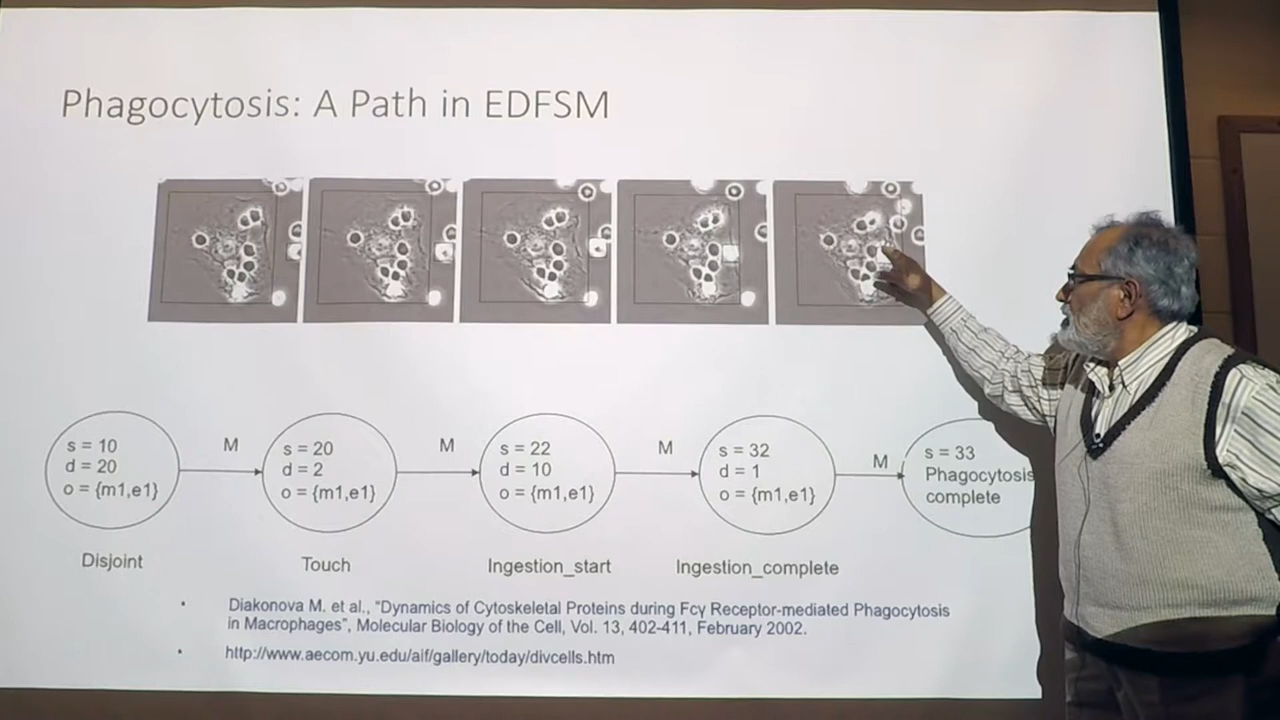 Phagocytosis: A Path in EDFSM
s = 10
d = 20
o = {m1,e1}
M
s = 20
d = 2
o = {m1,e1}
M
s = 22
d = 10
o = {m1,e1}
M
s = 32
d = 1
o = {m1,e1}
M
s = 33
Phagocytosis
complete
Disjoint
Touch
Ingestion_start
Ingestion_complete
• Diakonova M. et al., “Dynamics of Cytoskeletal Proteins during Fcγ Receptor-mediated Phagocytosis
in Macrophages”, Molecular Biology of the Cell, Vol. 13, 402-411, February 2002.
• http://www.aecom.yu.edu/aif/gallery/today/divcells.htm